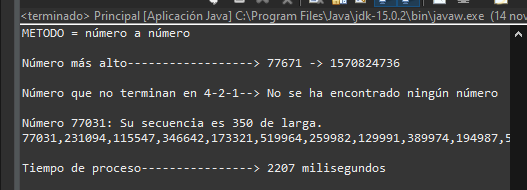 <terminado> Principal [Aplicación Java] C:\Program Files\Java\jdk-15.0.2\bin\javaw.exe (14 nov
METODO = número a número
Número más alto------------------> 77671 -> 1570824736
Número que no terminan en 4-2-1--> No se ha encontrado ningún número
Número 77031: Su secuencia es 350 de larga.
77031,231094,115547,346642,173321,519964,259982,129991,389974,194987,5
Tiempo de proceso----------------> 2207 milisegundos